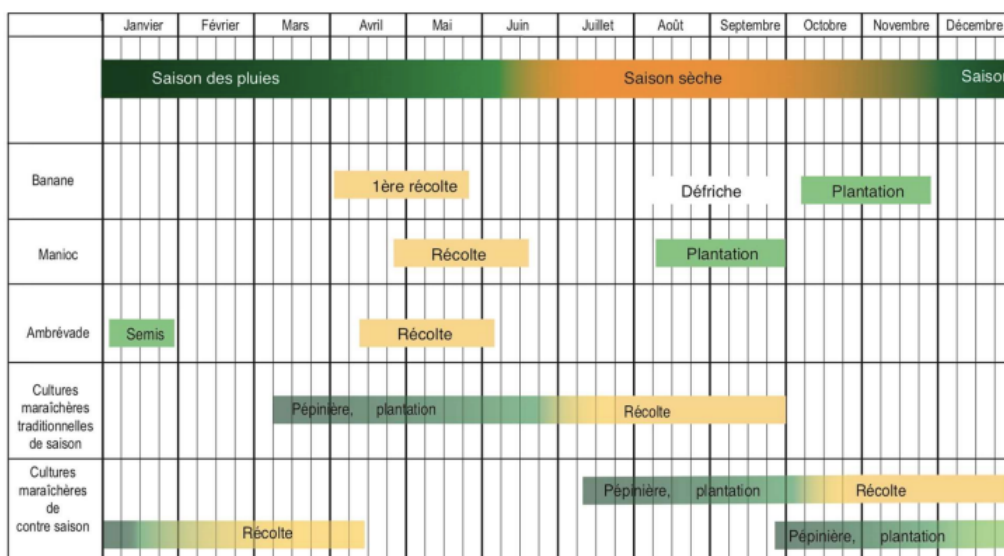 Janvier Février Mars Avril Mai Juin Juillet Août Septembre Octobre Novembre Décembre
Saison des pluies Saison sèche Saison
Banane 1ère récolte Défriche Plantation
Manioc Récolte Plantation
Ambrévade Semis Récolte
Cultures
maraîchères
traditionnelles
de saison
Pépinière, plantation Récolte
Cultures
maraîchères
de
contre saison
Pépinière, plantation Récolte
Récolte Pépinière, plantation